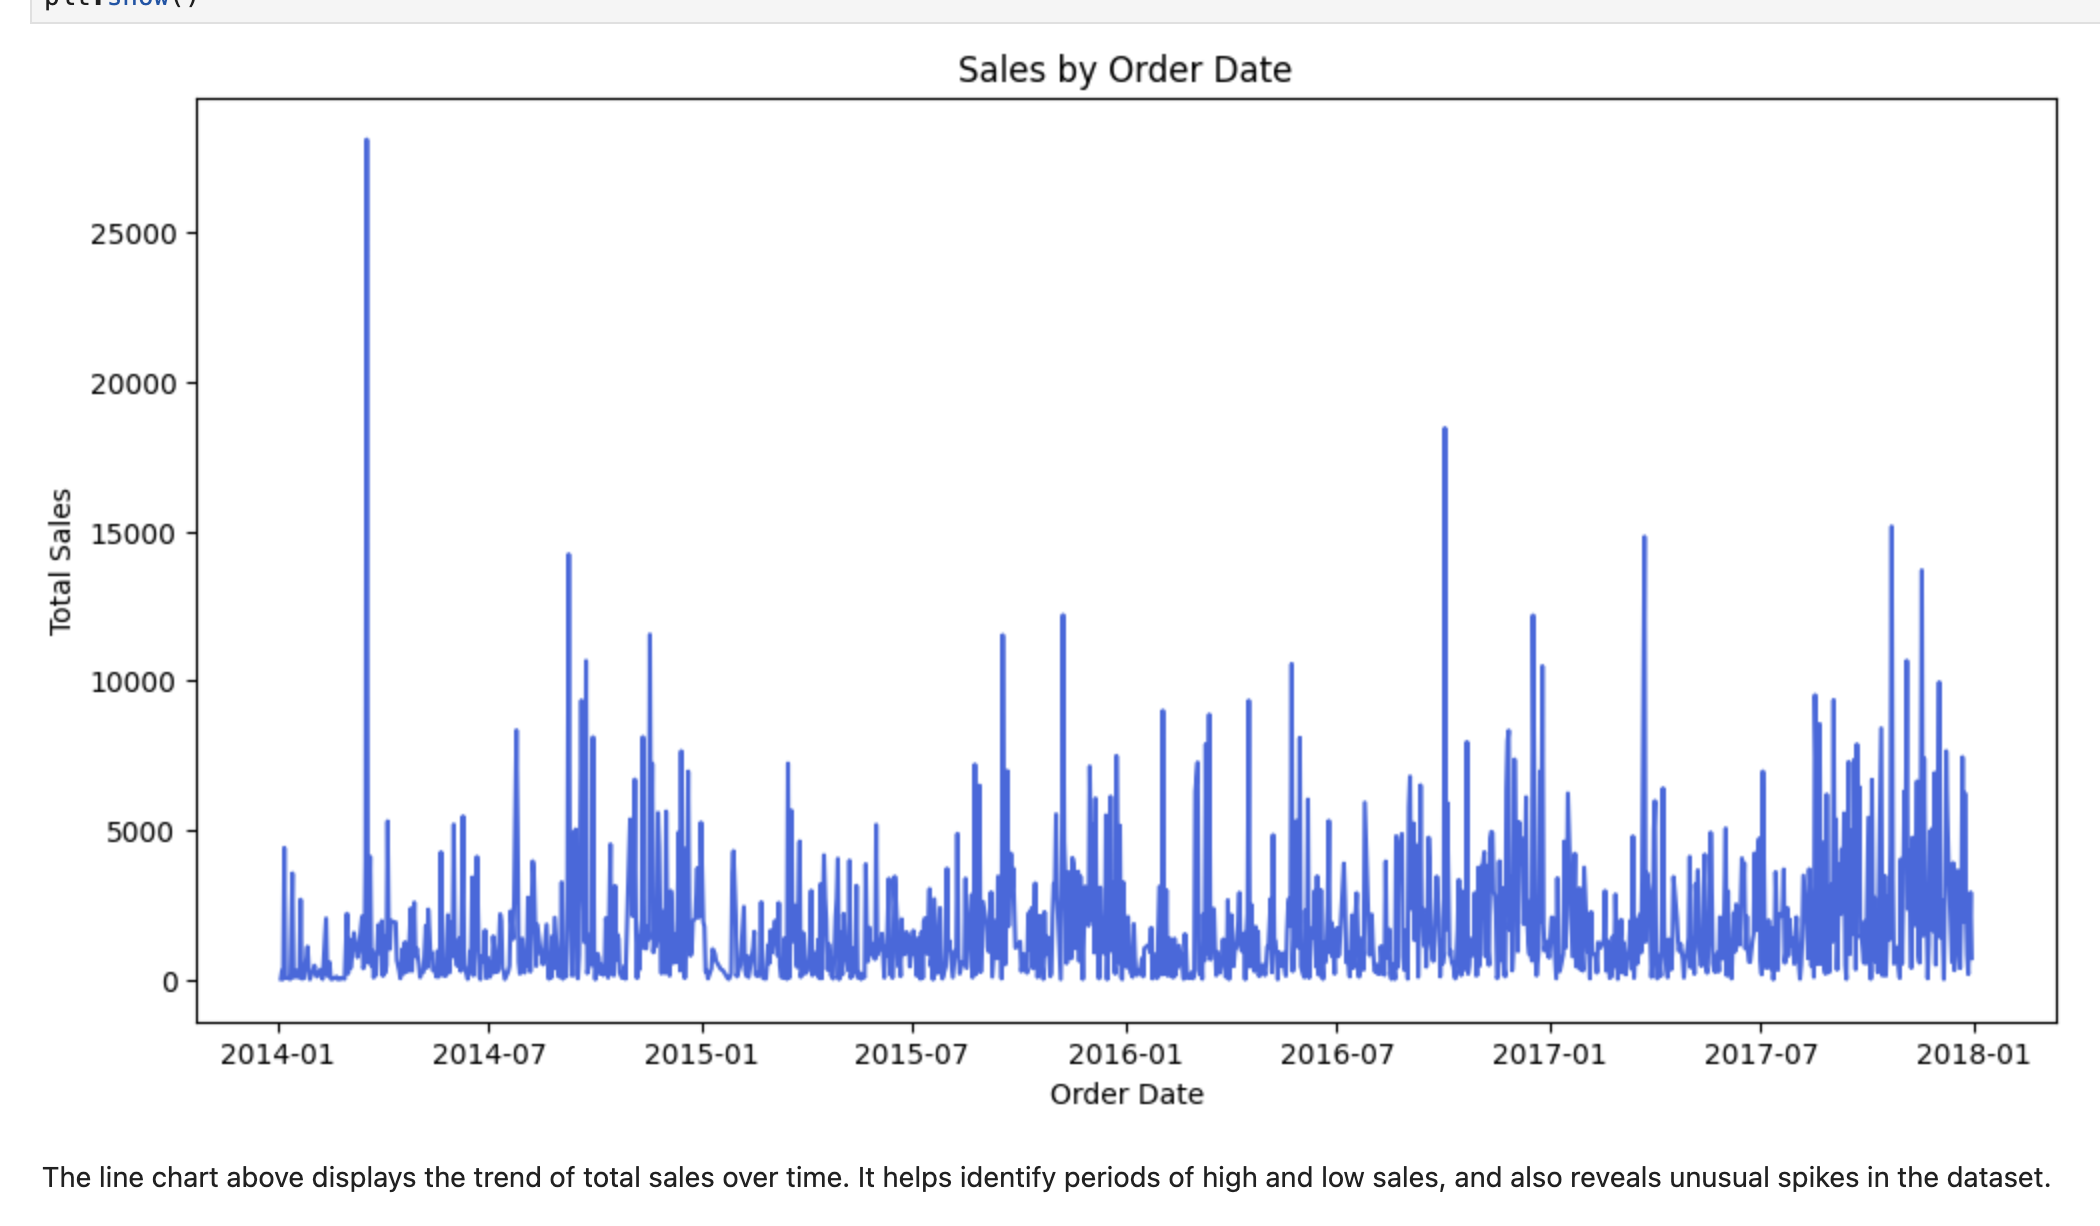 plt.show()
Sales by Order Date
Total Sales
25000
20000
15000
10000
5000
0
2014-01 2014-07 2015-01 2015-07 2016-01 2016-07 2017-01 2017-07 2018-01
Order Date
The line chart above displays the trend of total sales over time. It helps identify periods of high and low sales, and also reveals unusual spikes in the dataset.